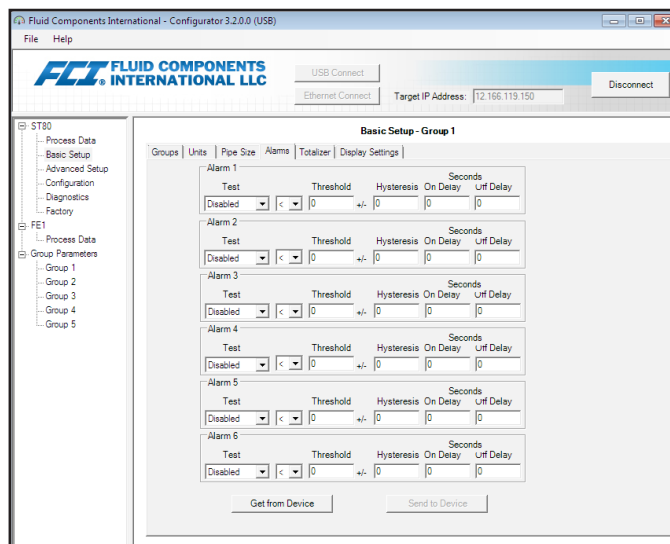 Fluid Components International - Configurator 3.2.0.0 (USB)
File Help
FCI® FLUID COMPONENTS INTERNATIONAL LLC
USB Connect
Ethernet Connect
Target IP Address: 12.166.119.150
Disconnect
ST80
Process Data
Basic Setup
Advanced Setup
Configuration
Diagnostics
Factory
FE1
Process Data
Group Parameters
Group 1
Group 2
Group 3
Group 4
Group 5
Basic Setup - Group 1
Groups Units Pipe Size Alarms Totalizer Display Settings
Alarm 1
Seconds
Test Threshold Hysteresis On Delay Off Delay
Disabled < 0 +/- 0 0 0
Alarm 2
Seconds
Test Threshold Hysteresis On Delay Off Delay
Disabled < 0 +/- 0 0 0
Alarm 3
Seconds
Test Threshold Hysteresis On Delay Off Delay
Disabled < 0 +/- 0 0 0
Alarm 4
Seconds
Test Threshold Hysteresis On Delay Off Delay
Disabled < 0 +/- 0 0 0
Alarm 5
Seconds
Test Threshold Hysteresis On Delay Off Delay
Disabled < 0 +/- 0 0 0
Alarm 6
Seconds
Test Threshold Hysteresis On Delay Off Delay
Disabled < 0 +/- 0 0 0
Get from Device Send to Device